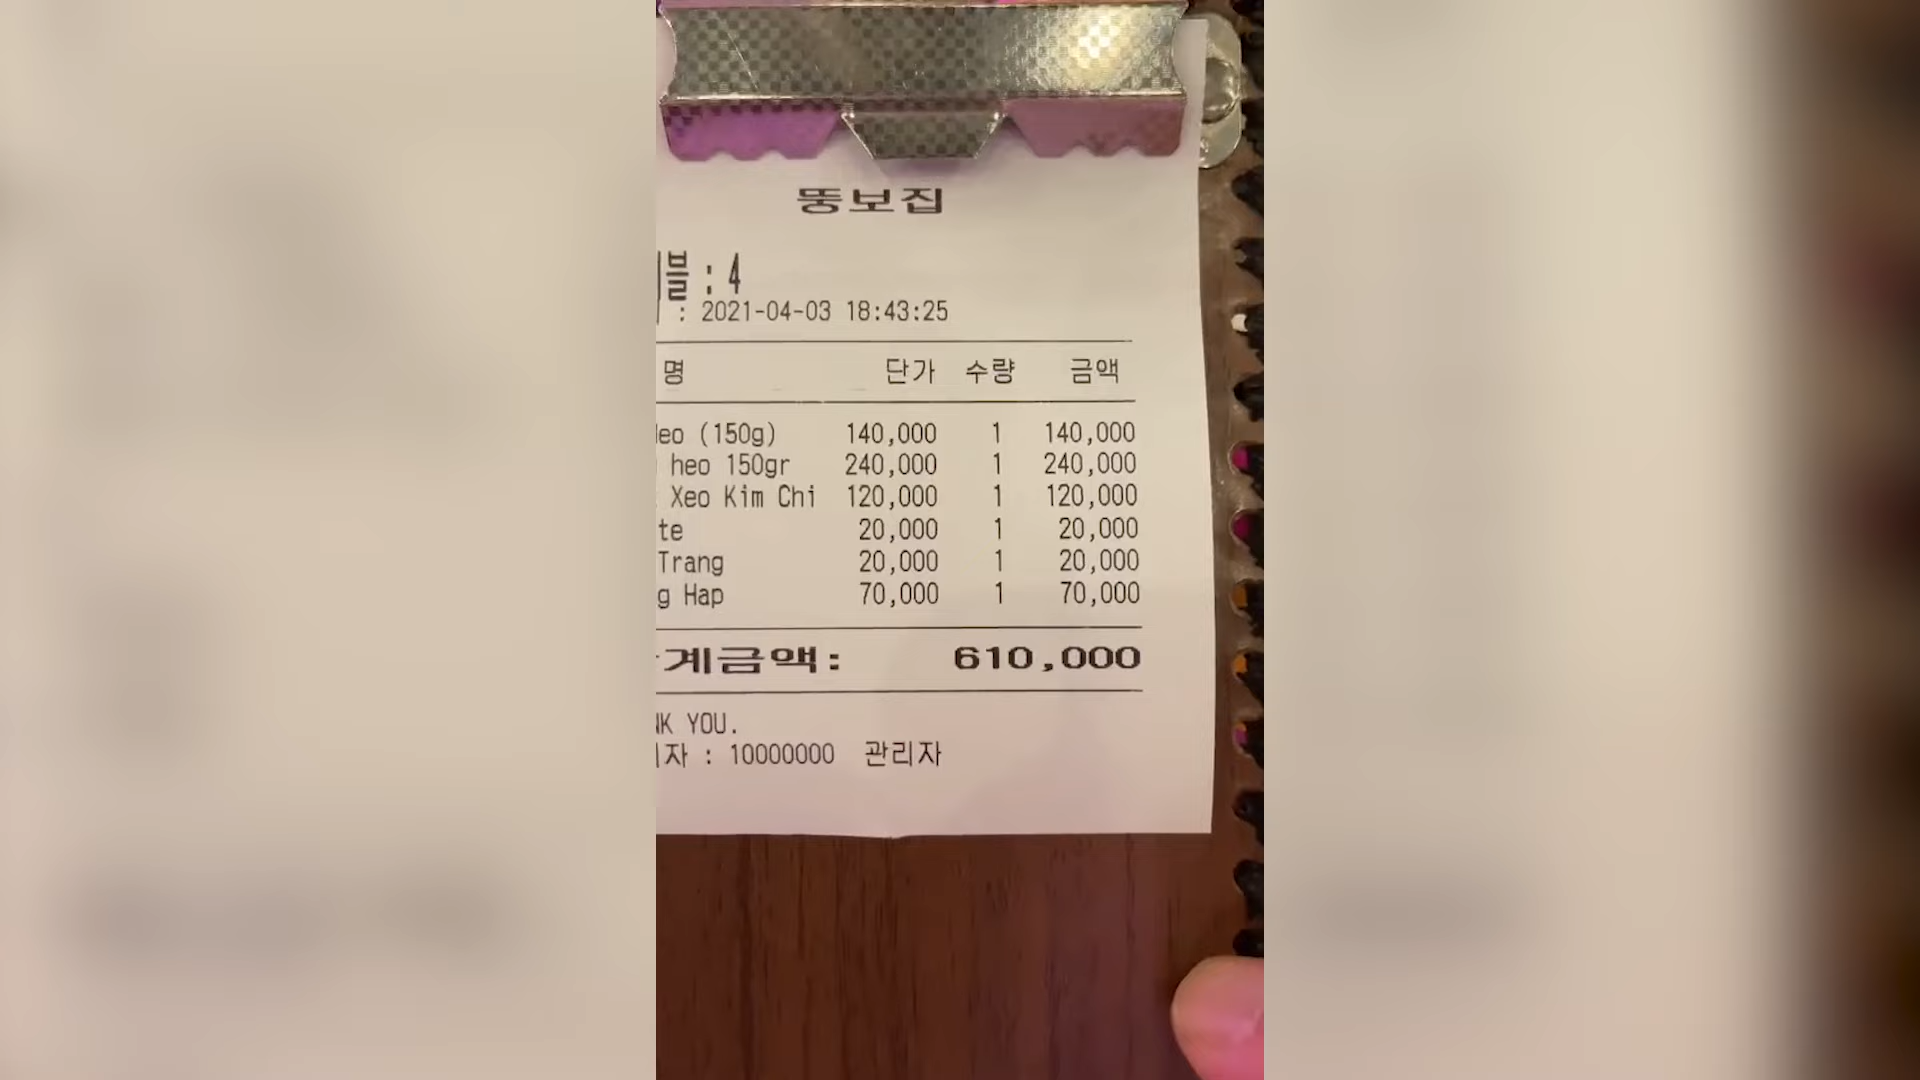 뚱보집
블 : 4
: 2021-04-03 18:43:25
명 단가 수량 금액
heo (150g) 140,000 1 140,000
heo 150gr 240,000 1 240,000
Xeo Kim Chi 120,000 1 120,000
te 20,000 1 20,000
Trang 20,000 1 20,000
g Hap 70,000 1 70,000
계금액: 610,000
NK YOU.
자 : 10000000 관리자